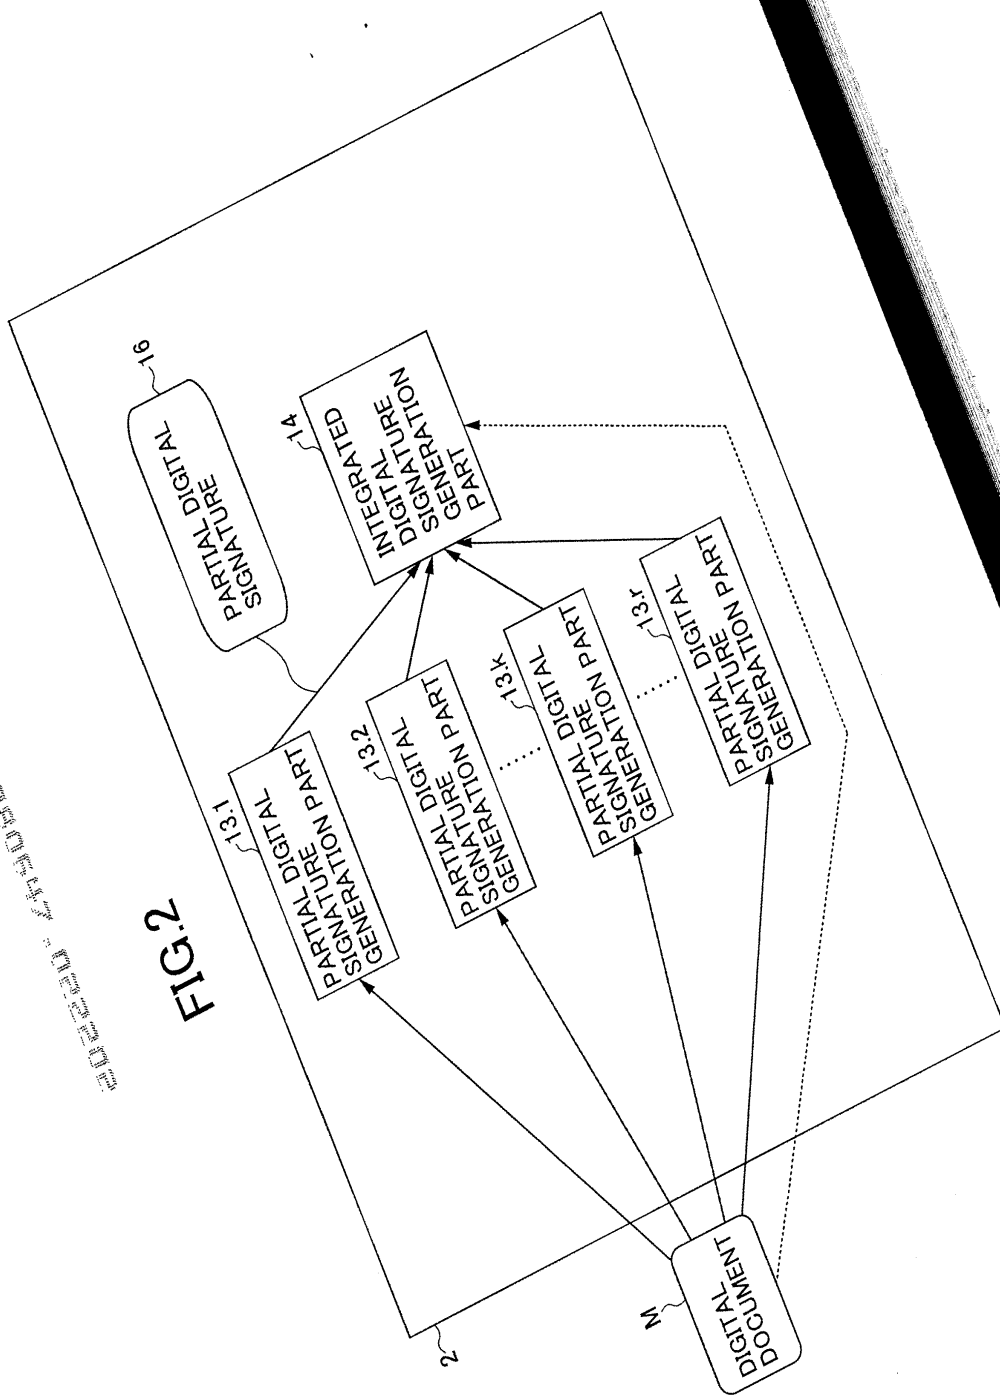 FIG.2
2
M
DIGITAL
DOCUMENT
13.1
PARTIAL DIGITAL
SIGNATURE
GENERATION PART
13.2
PARTIAL DIGITAL
SIGNATURE
GENERATION PART
13.k
PARTIAL DIGITAL
SIGNATURE
GENERATION PART
13.r
PARTIAL DIGITAL
SIGNATURE
GENERATION PART
16
PARTIAL DIGITAL
SIGNATURE
14
INTEGRATED
DIGITAL
SIGNATURE
GENERATION
PART